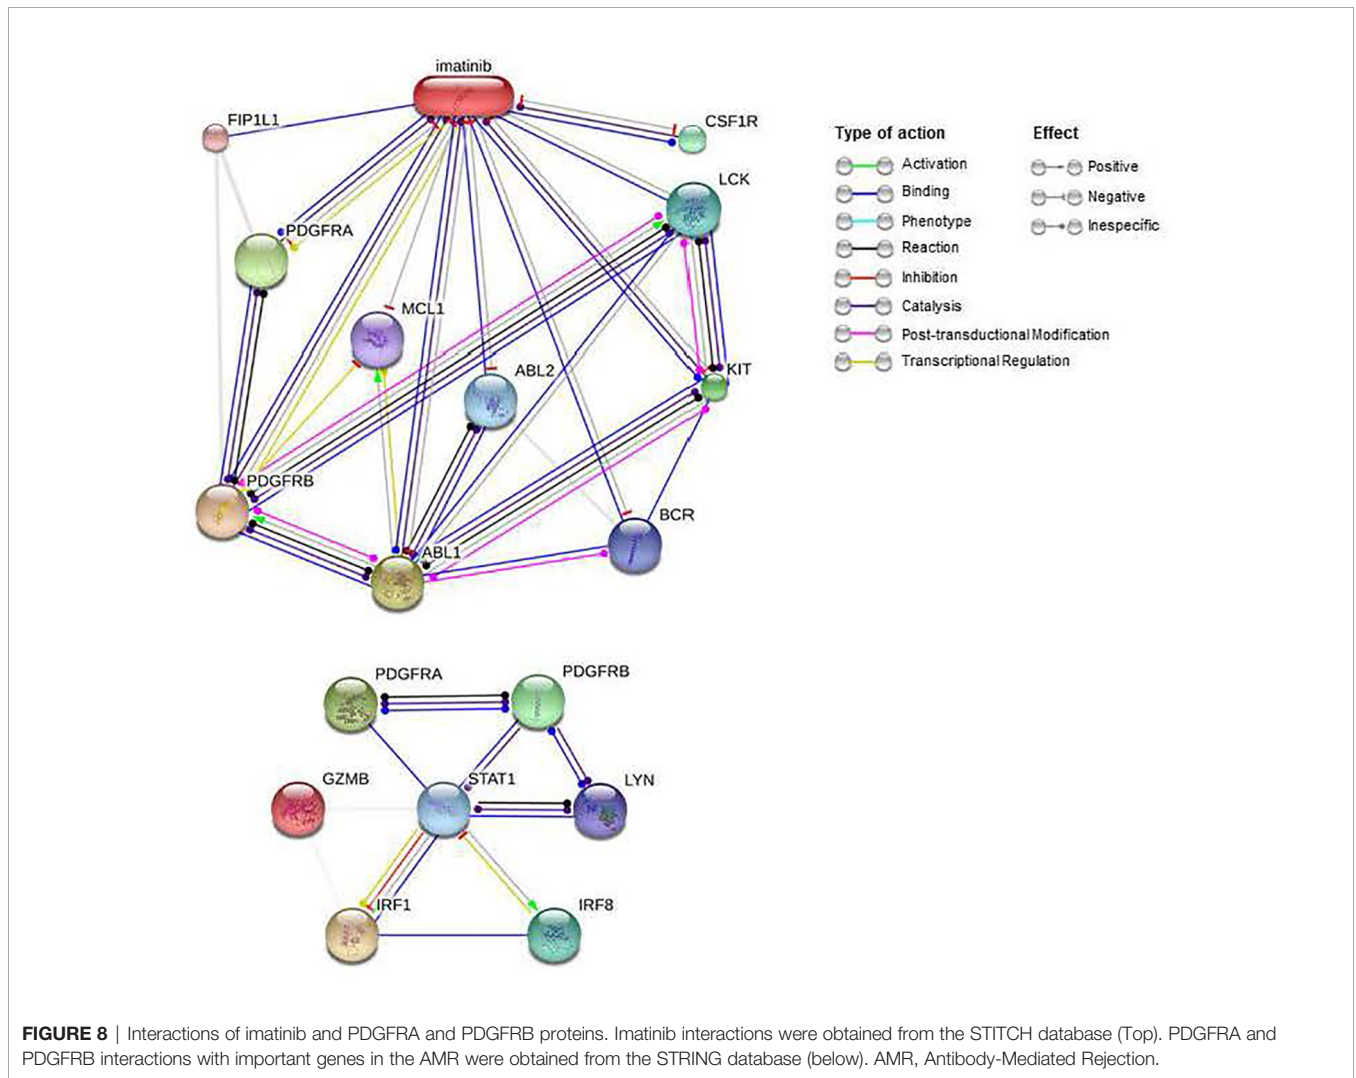 imatinib
FIP1L1
CSF1R
LCK
PDGFRA
MCL1
ABL2
KIT
PDGFRB
BCR
ABL1
Type of action
Activation
Binding
Phenotype
Reaction
Inhibition
Catalysis
Post-transductional Modification
Transcriptional Regulation
Effect
Positive
Negative
Inespecific
PDGFRA
PDGFRB
GZMB
STAT1
LYN
IRF1
IRF8
FIGURE 8 | Interactions of imatinib and PDGFRA and PDGFRB proteins. Imatinib interactions were obtained from the STITCH database (Top). PDGFRA and
PDGFRB interactions with important genes in the AMR were obtained from the STRING database (below). AMR, Antibody-Mediated Rejection.